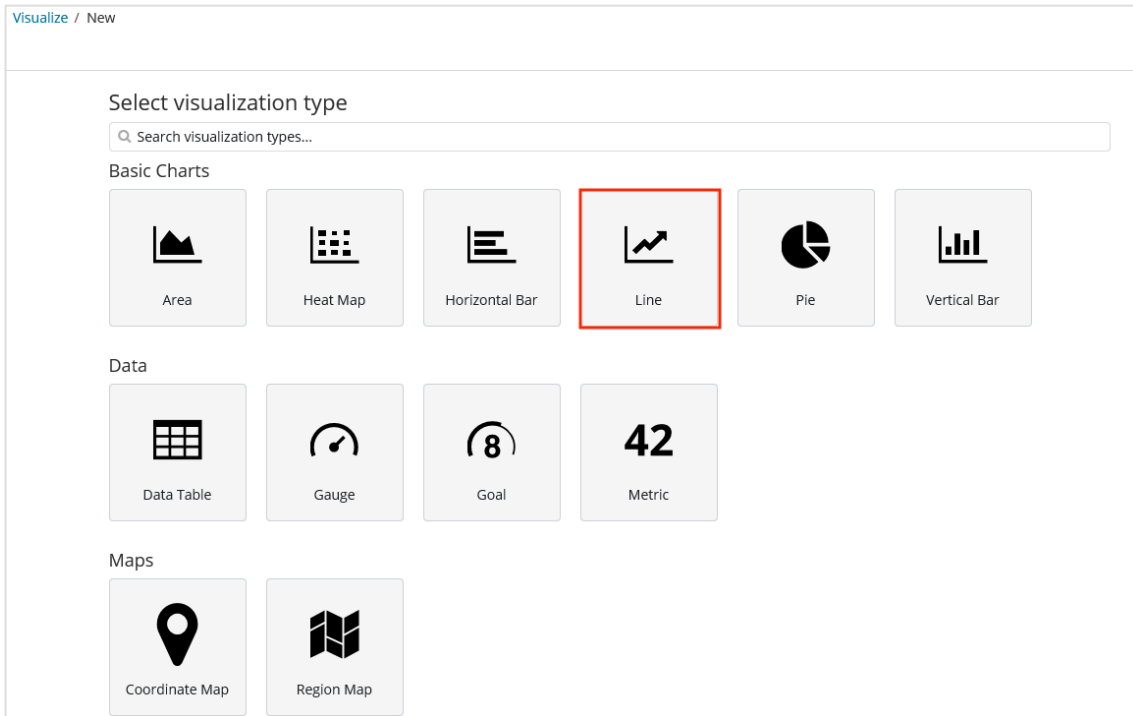 Visualize / New
Select visualization type
Search visualization types...
Basic Charts
Area
Heat Map
Horizontal Bar
Line
Pie
Vertical Bar
Data
8
42
Data Table
Gauge
Goal
Metric
Maps
Coordinate Map
Region Map